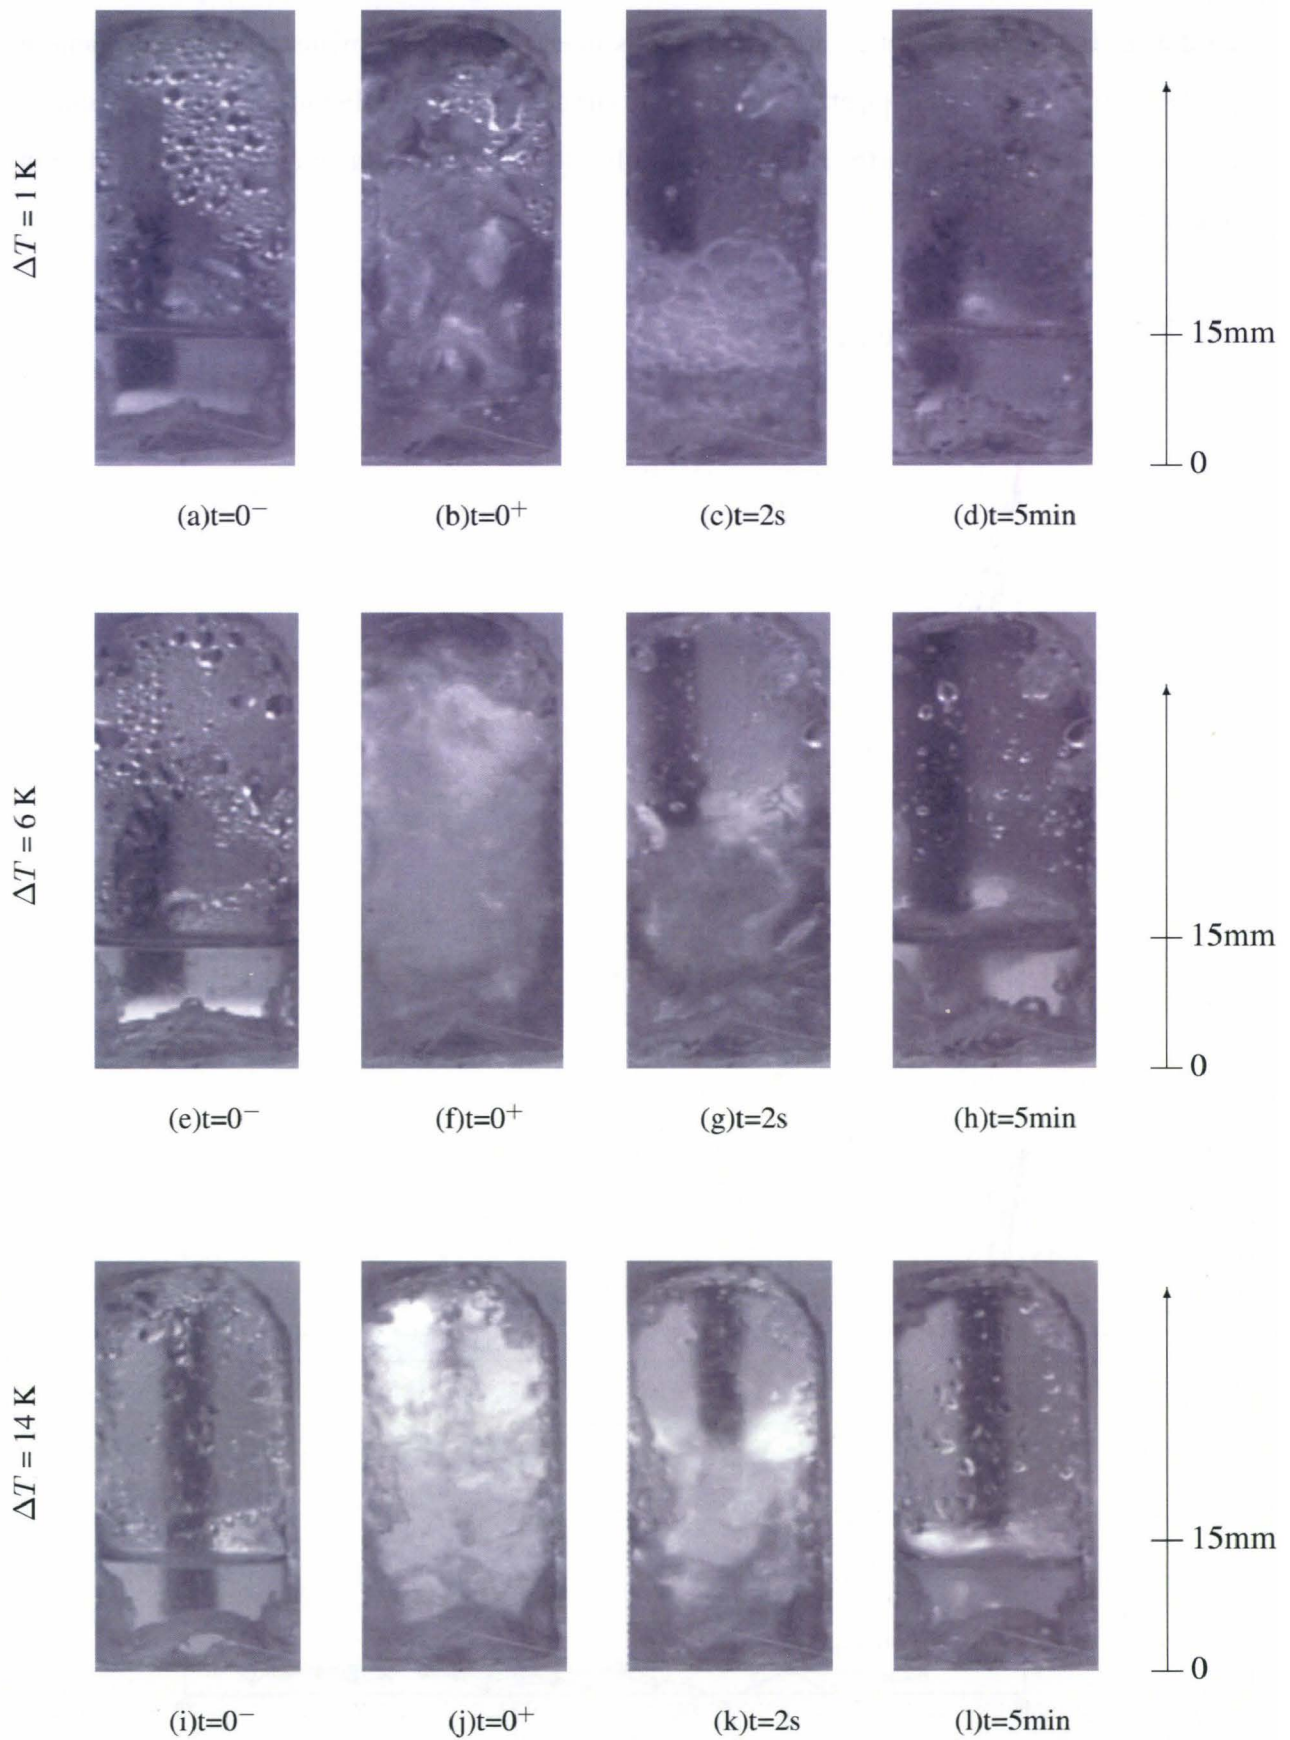 ΔT = 1 K
15mm
0
(a)t=0⁻ (b)t=0⁺ (c)t=2s (d)t=5min
ΔT = 6 K
15mm
0
(e)t=0⁻ (f)t=0⁺ (g)t=2s (h)t=5min
ΔT = 14 K
15mm
0
(i)t=0⁻ (j)t=0⁺ (k)t=2s (l)t=5min